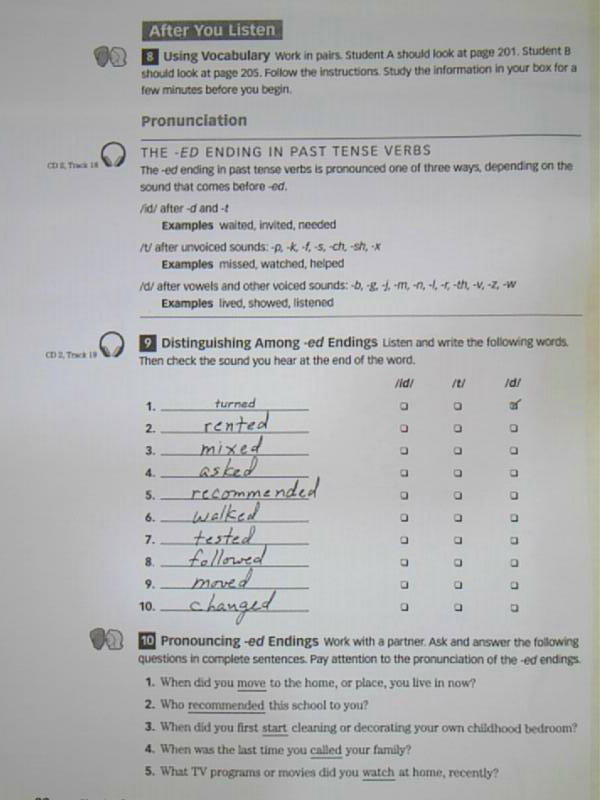 After You Listen
8 Using Vocabulary Work in pairs. Student A should look at page 201. Student B
should look at page 205. Follow the instructions. Study the information in your box for a
few minutes before you begin.
Pronunciation
CD 2, Track 18
THE -ED ENDING IN PAST TENSE VERBS
The -ed ending in past tense verbs is pronounced one of three ways, depending on the
sound that comes before -ed.
/id/ after -d and -t
Examples waited, invited, needed
/t/ after unvoiced sounds: -p, -k, -f, -s, -ch, -sh, -x
Examples missed, watched, helped
/d/ after vowels and other voiced sounds: -b, -g, -j, -m, -n, -l, -r, -th, -v, -z, -w
Examples lived, showed, listened
CD 2, Track 19
9 Distinguishing Among -ed Endings Listen and write the following words.
Then check the sound you hear at the end of the word.
/id/ /t/ /d/
1. turned
2. rented
3. mixed
4. asked
5. recommended
6. walked
7. tested
8. followed
9. moved
10. changed
10 Pronouncing -ed Endings Work with a partner. Ask and answer the following
questions in complete sentences. Pay attention to the pronunciation of the -ed endings.
1. When did you move to the home, or place, you live in now?
2. Who recommended this school to you?
3. When did you first start cleaning or decorating your own childhood bedroom?
4. When was the last time you called your family?
5. What TV programs or movies did you watch at home, recently?